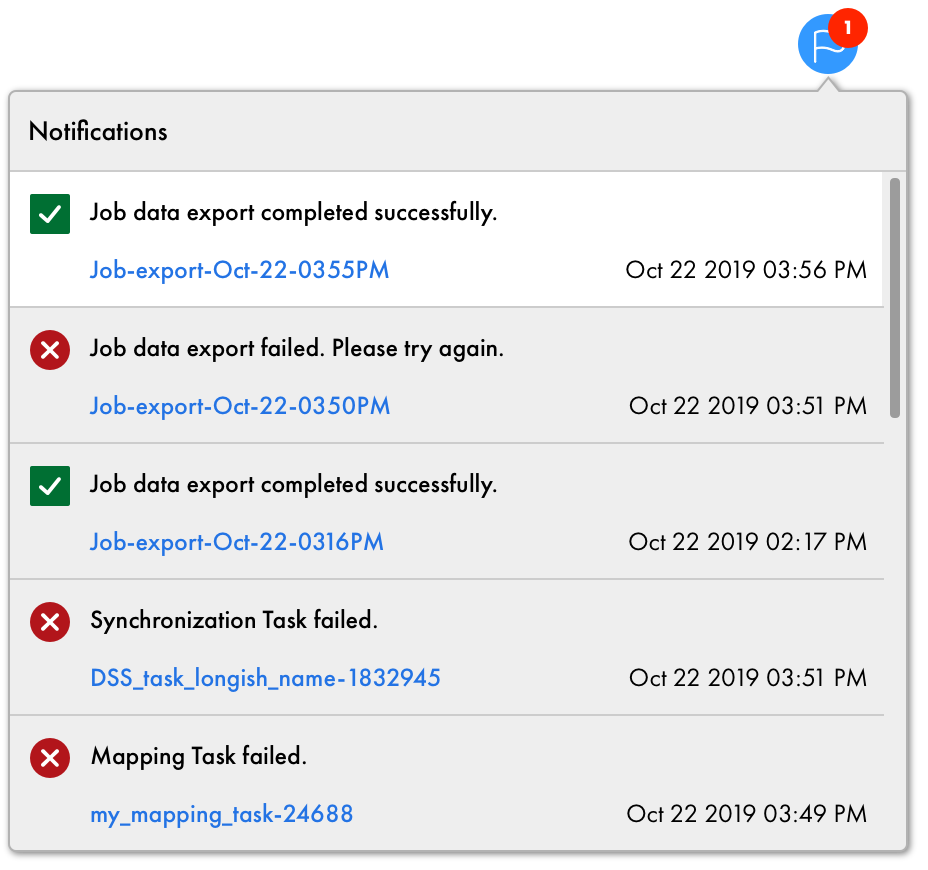 1
Notifications
Job data export completed successfully.
Job-export-Oct-22-0355PM Oct 22 2019 03:56 PM
Job data export failed. Please try again.
Job-export-Oct-22-0350PM Oct 22 2019 03:51 PM
Job data export completed successfully.
Job-export-Oct-22-0316PM Oct 22 2019 02:17 PM
Synchronization Task failed.
DSS_task_longish_name-1832945 Oct 22 2019 03:51 PM
Mapping Task failed.
my_mapping_task-24688 Oct 22 2019 03:49 PM